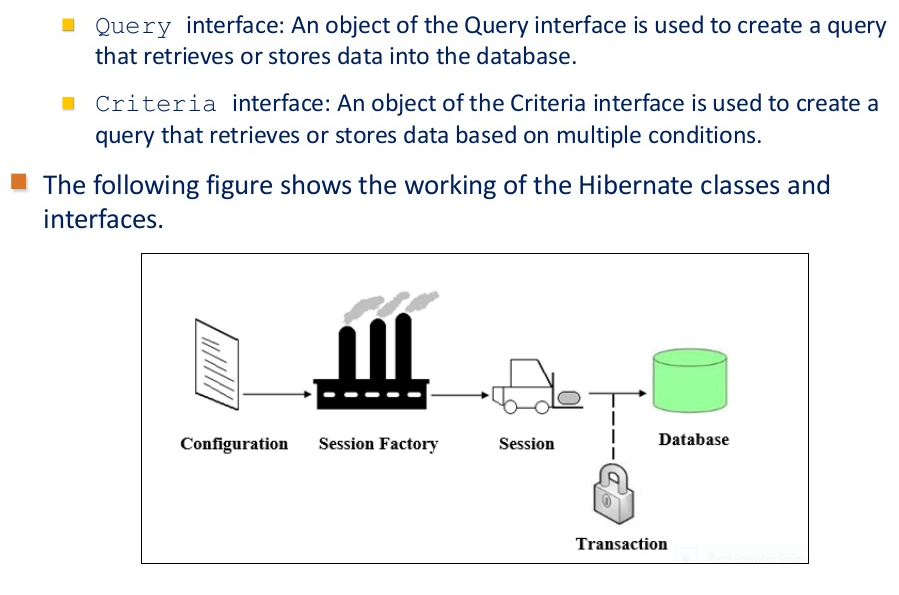 Query interface: An object of the Query interface is used to create a query
that retrieves or stores data into the database.
Criteria interface: An object of the Criteria interface is used to create a
query that retrieves or stores data based on multiple conditions.
The following figure shows the working of the Hibernate classes and
interfaces.
Configuration
Session Factory
Session
Database
Transaction